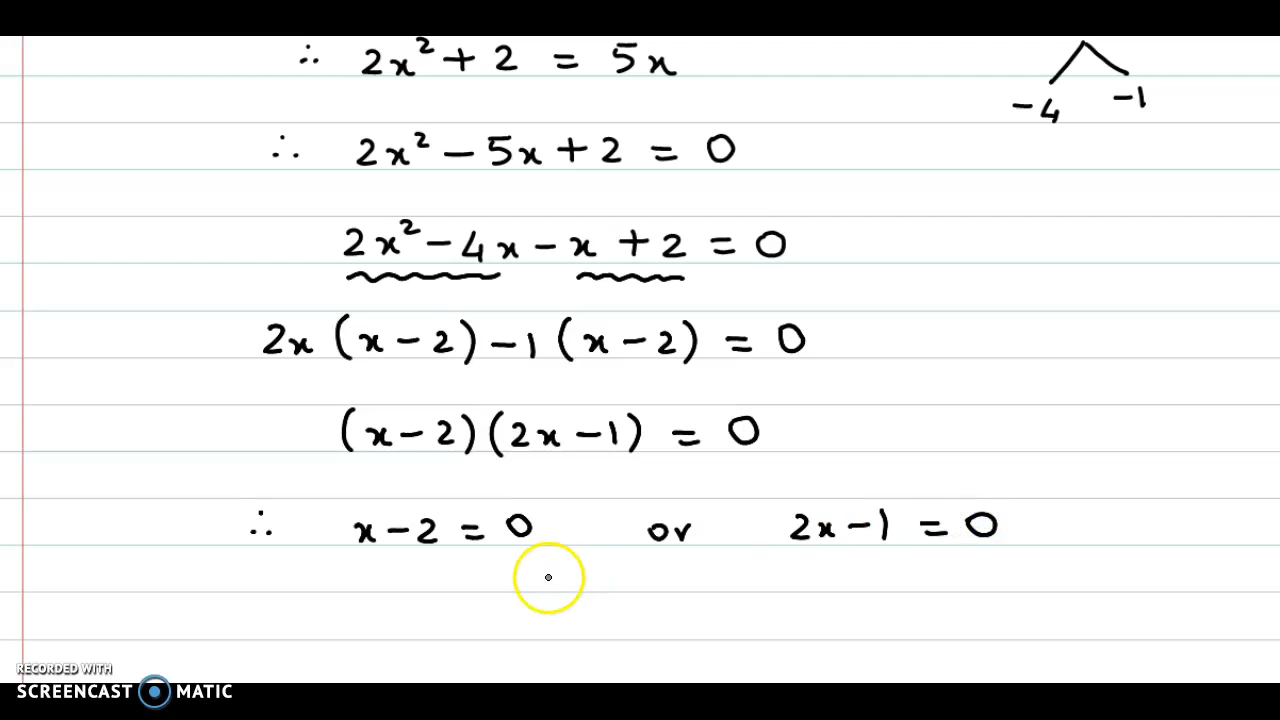 ∴ 2x² + 2 = 5x
-4 -1
∴ 2x² - 5x + 2 = 0
2x² - 4x - x + 2 = 0
2x (x - 2) - 1 (x - 2) = 0
(x - 2)(2x - 1) = 0
∴ x - 2 = 0 or 2x - 1 = 0
RECORDED WITH
SCREENCAST MATIC